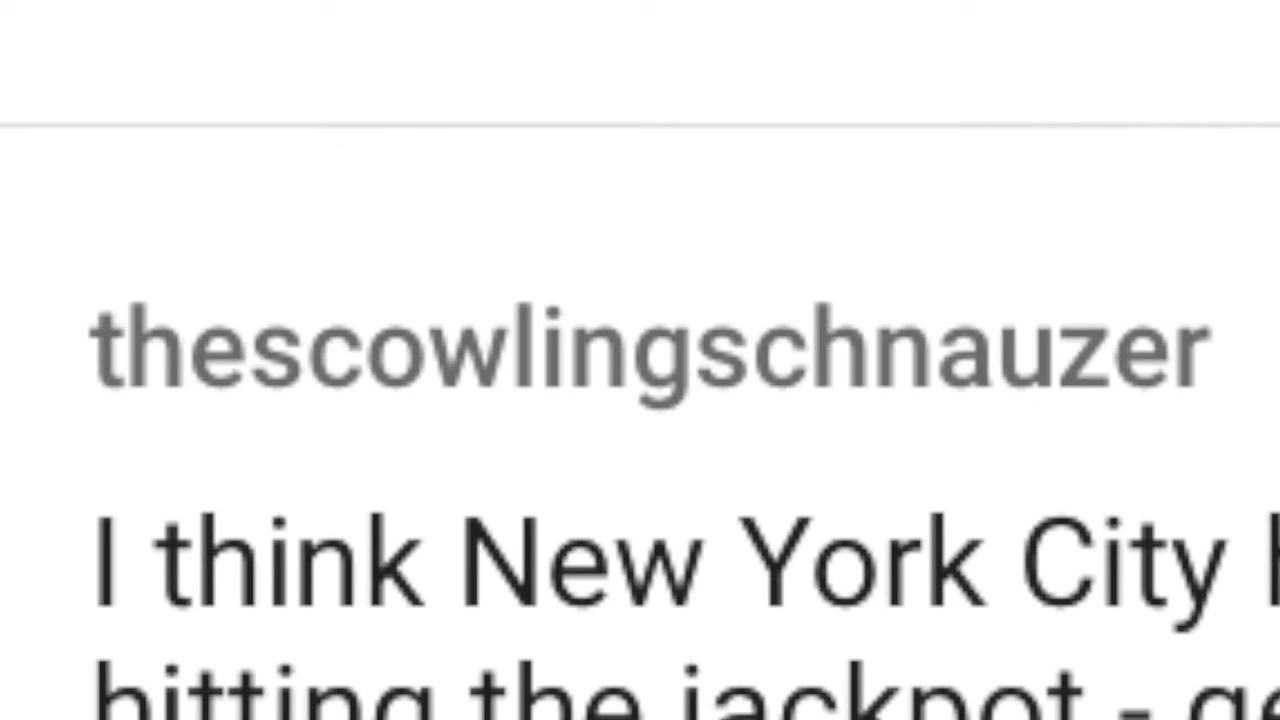 thescowlingschnauzer
I think New York City
hitting the jackpot -